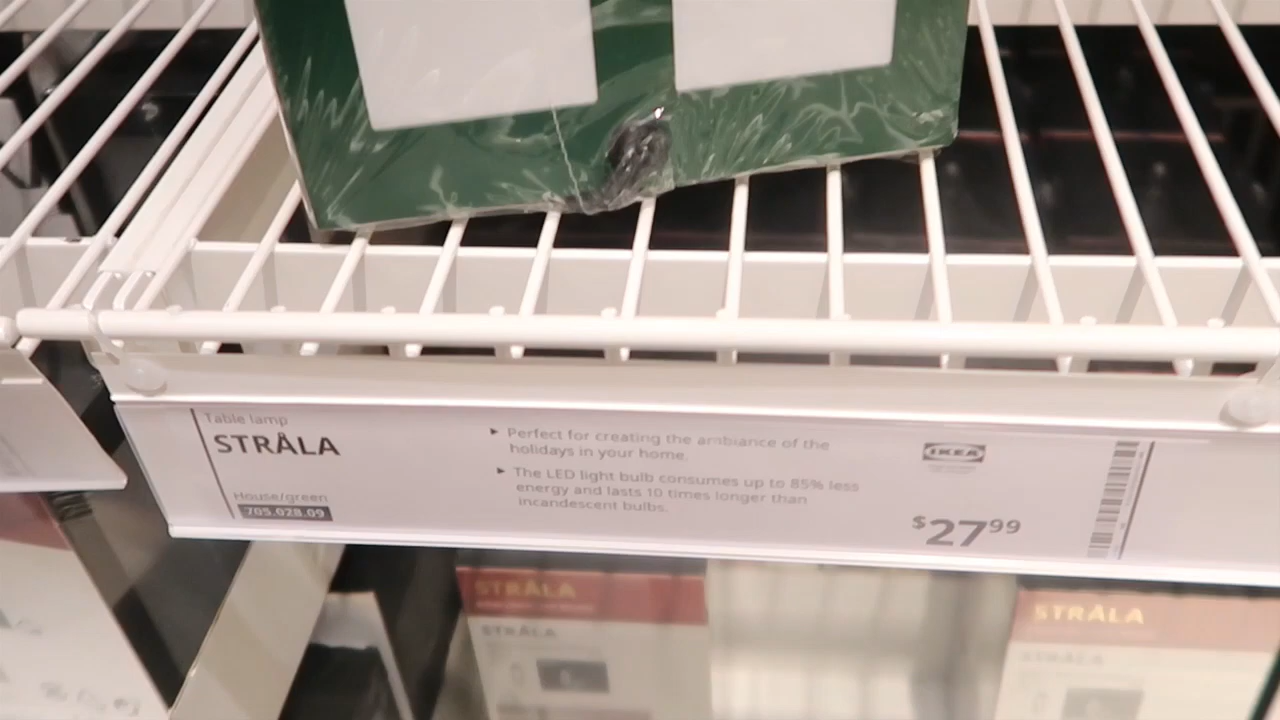 Table lamp
STRÅLA
House/green
705.028.09
▸ Perfect for creating the ambiance of the
holidays in your home.
▸ The LED light bulb consumes up to 85% less
energy and lasts 10 times longer than
incandescent bulbs.
IKEA
$27.99
STRÅLA
STRÅLA
STRÅLA
STRÅLA